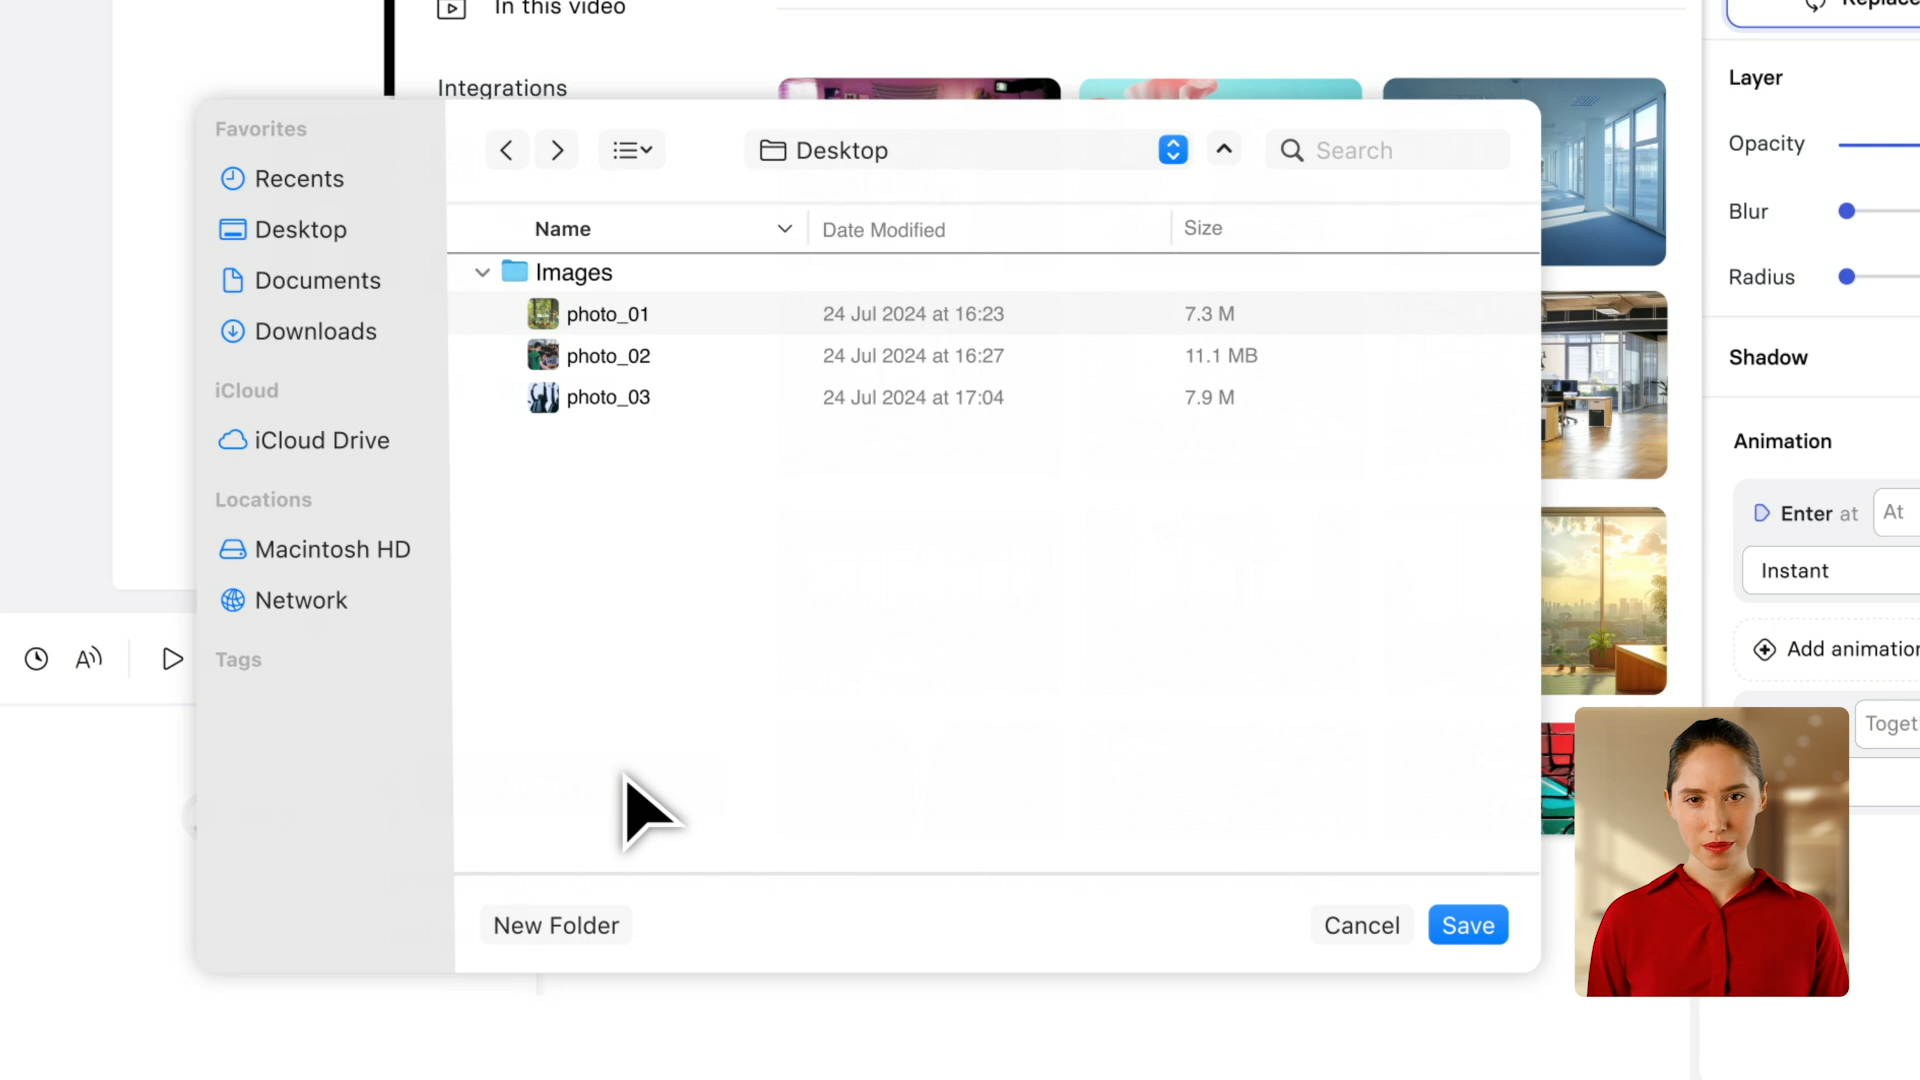 In this video
Integrations
Replace
Layer
Opacity
Blur
Radius
Shadow
Animation
Enter at At
Instant
Add animation
Favorites
Recents
Desktop
Documents
Downloads
iCloud
iCloud Drive
Locations
Macintosh HD
Network
Tags
Desktop
Search
Name
Date Modified
Size
Images
photo_01 24 Jul 2024 at 16:23 7.3 M
photo_02 24 Jul 2024 at 16:27 11.1 MB
photo_03 24 Jul 2024 at 17:04 7.9 M
New Folder
Cancel
Save